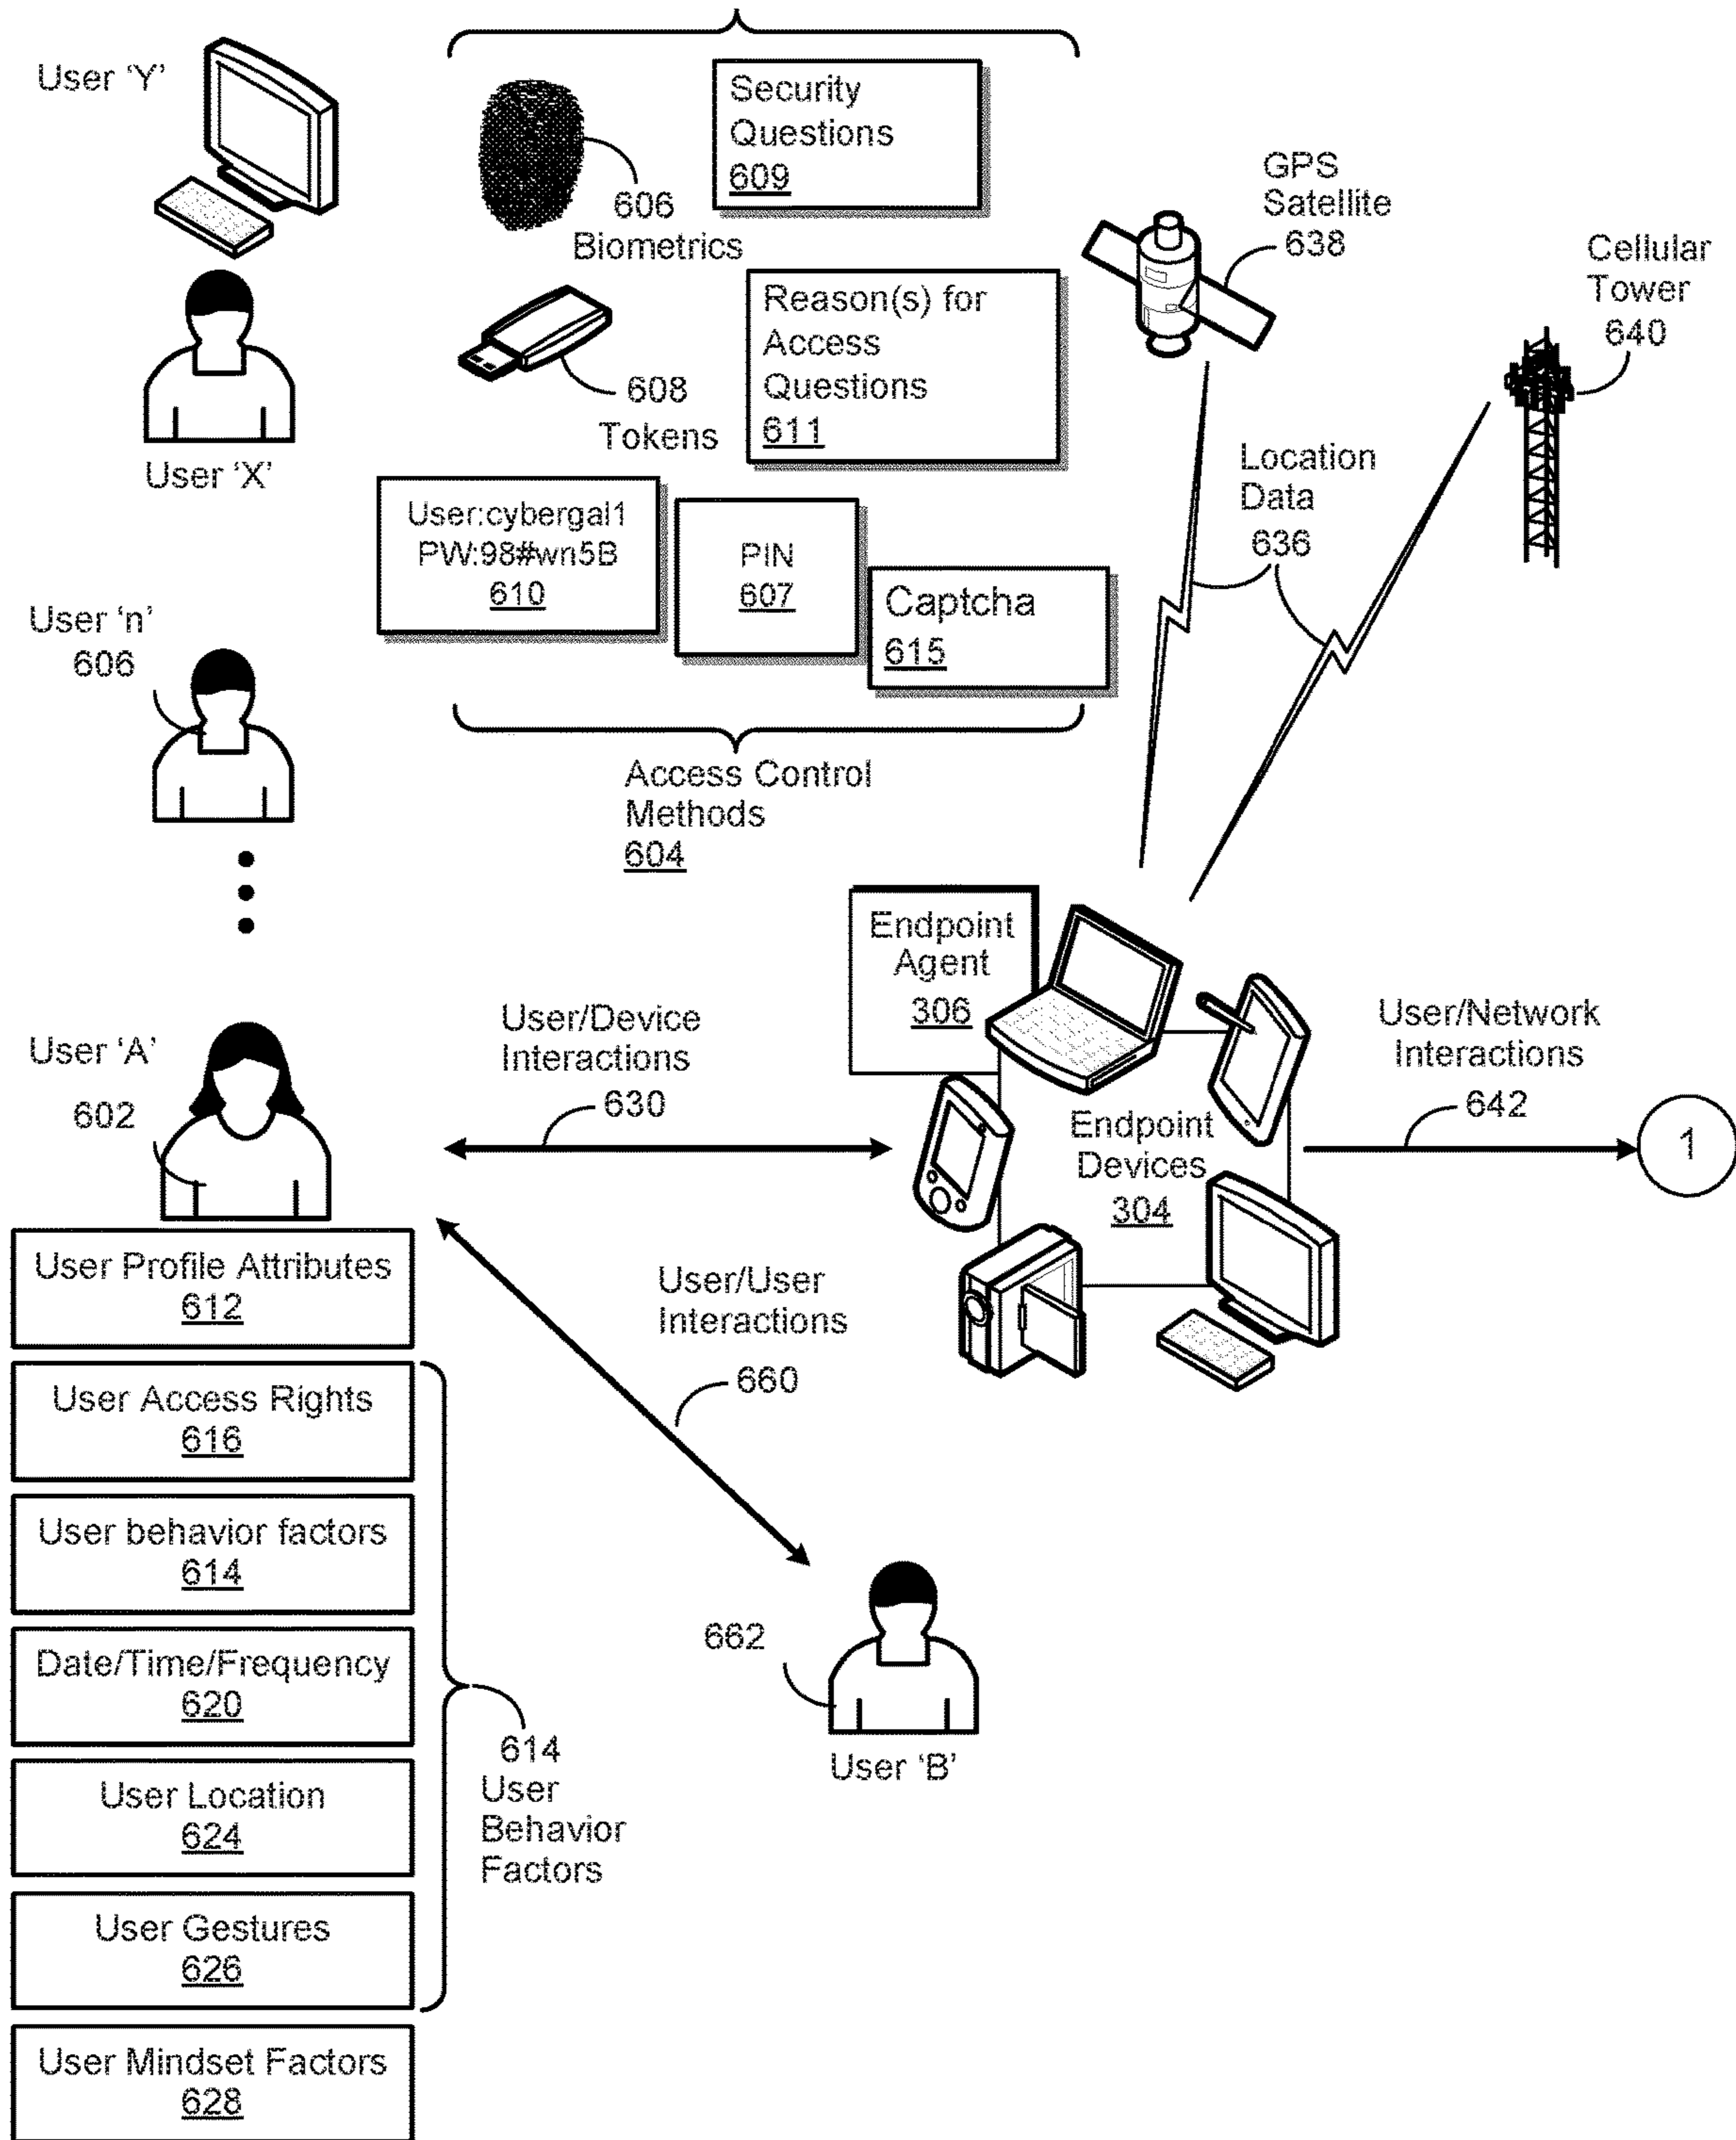 User ‘Y’
Security
Questions
609
606
Biometrics
GPS
Satellite
638
Cellular
Tower
640
User ‘X’
608
Tokens
Reason(s) for
Access
Questions
611
Location
Data
636
User:cybergal1
PW:98#wn5B
610
PIN
607
Captcha
615
User ‘n’
606
Access Control
Methods
604
Endpoint
Agent
306
User ‘A’
602
User/Device
Interactions
630
Endpoint
Devices
304
User/Network
Interactions
642
1
User Profile Attributes
612
User/User
Interactions
660
User Access Rights
616
User behavior factors
614
Date/Time/Frequency
620
User Location
624
User Gestures
626
614
User
Behavior
Factors
662
User ‘B’
User Mindset Factors
628